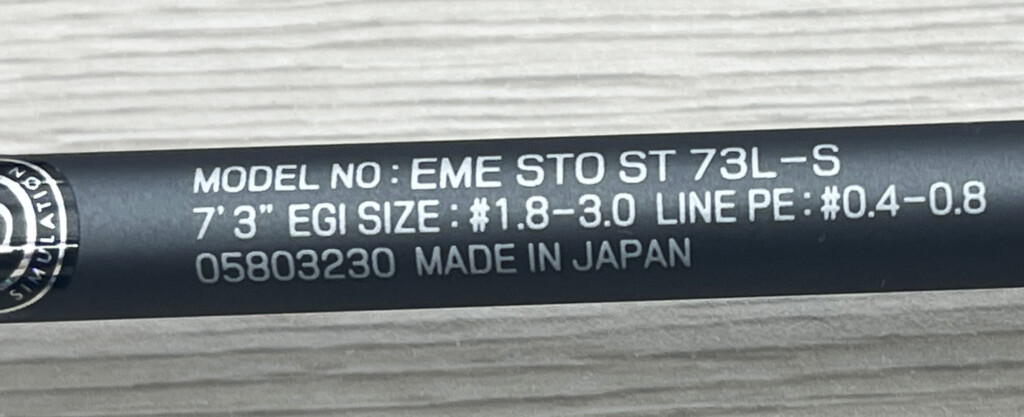 MODEL NO : EME STO ST 73L-S
7'3" EGI SIZE : #1.8-3.0 LINE PE : #0.4-0.8
05803230 MADE IN JAPAN
SIMULATION